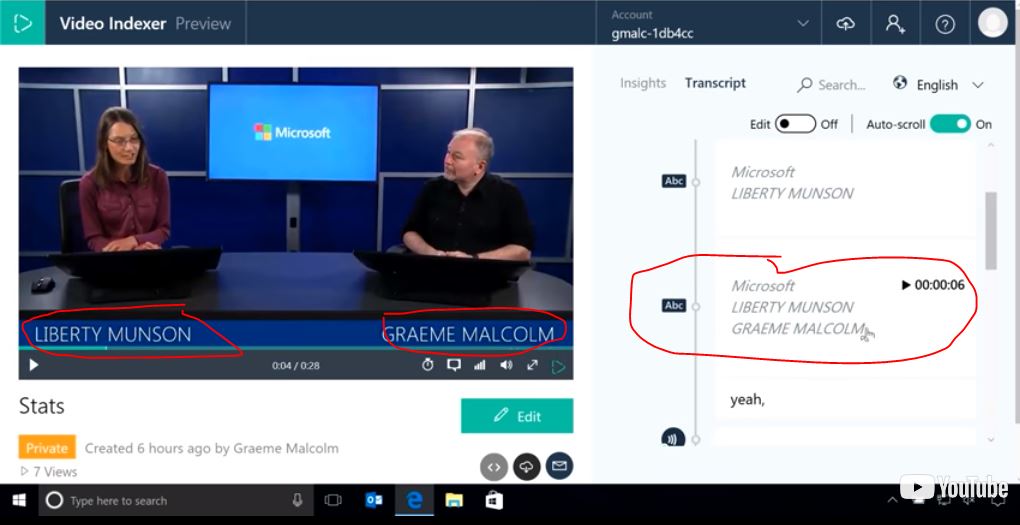 Video Indexer Preview
Account
gmalc-1db4cc
Microsoft
LIBERTY MUNSON
GRAEME MALCOLM
0:04 / 0:28
Stats
Edit
Private
Created 6 hours ago by Graeme Malcolm
7 Views
Insights
Transcript
Search...
English
Edit
Off
Auto-scroll
On
Abc
Microsoft
LIBERTY MUNSON
Abc
Microsoft
00:00:06
LIBERTY MUNSON
GRAEME MALCOLM
yeah,
Type here to search
YouTube